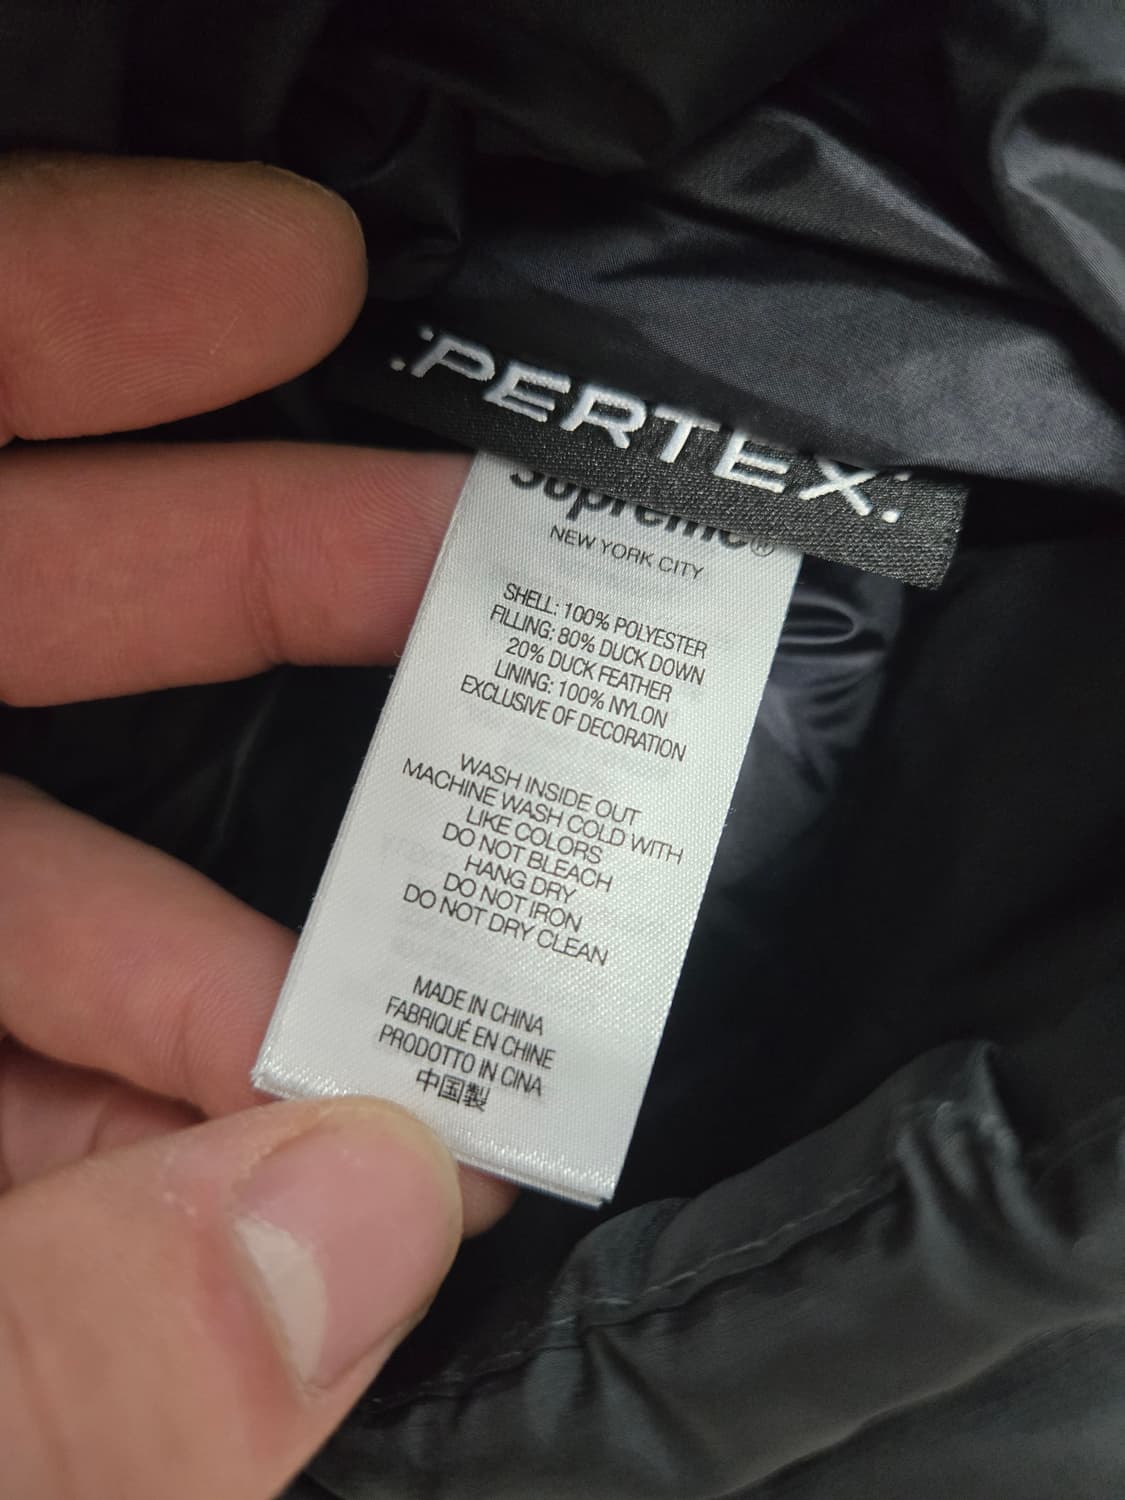 :PERTEX:
Supreme®
NEW YORK CITY
SHELL: 100% POLYESTER
FILLING: 80% DUCK DOWN
20% DUCK FEATHER
LINING: 100% NYLON
EXCLUSIVE OF DECORATION
WASH INSIDE OUT
MACHINE WASH COLD WITH
LIKE COLORS
DO NOT BLEACH
HANG DRY
DO NOT IRON
DO NOT DRY CLEAN
MADE IN CHINA
FABRIQUÉ EN CHINE
PRODOTTO IN CINA
中国製